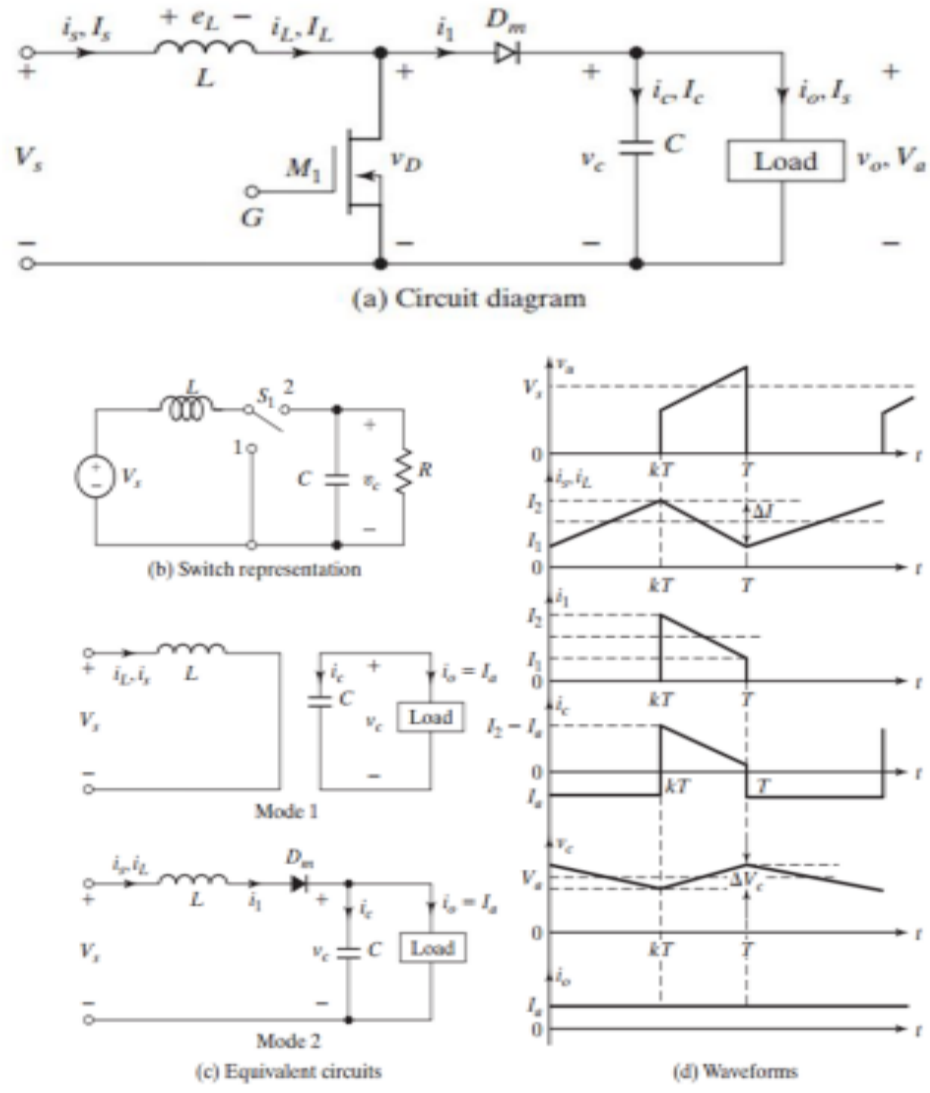 i_s, I_s + e_L − i_L, I_L i_1 D_m
L
+ + + +
i_c, I_c i_o, I_s
V_s M_1 v_D v_c C Load v_o, V_a
G
− − − −
(a) Circuit diagram
L S_1 2
1
+ − V_s C + v_c − R
(b) Switch representation
+ i_L, i_s L i_c + i_o = I_a
C
V_s v_c Load
− −
Mode 1
i_s, i_L D_m
+ L i_1 + i_c i_o = I_a
V_s v_c C Load
− −
Mode 2
(c) Equivalent circuits
v_a
V_s
0 kT T t
i_s, i_L
I_2
ΔI
I_1
0 kT T t
i_1
I_2
I_1
0 kT T t
i_c
I_2 − I_a
0 kT T t
I_a
v_c
V_a ΔV_c
0 kT T t
i_o
I_a
0 t
(d) Waveforms